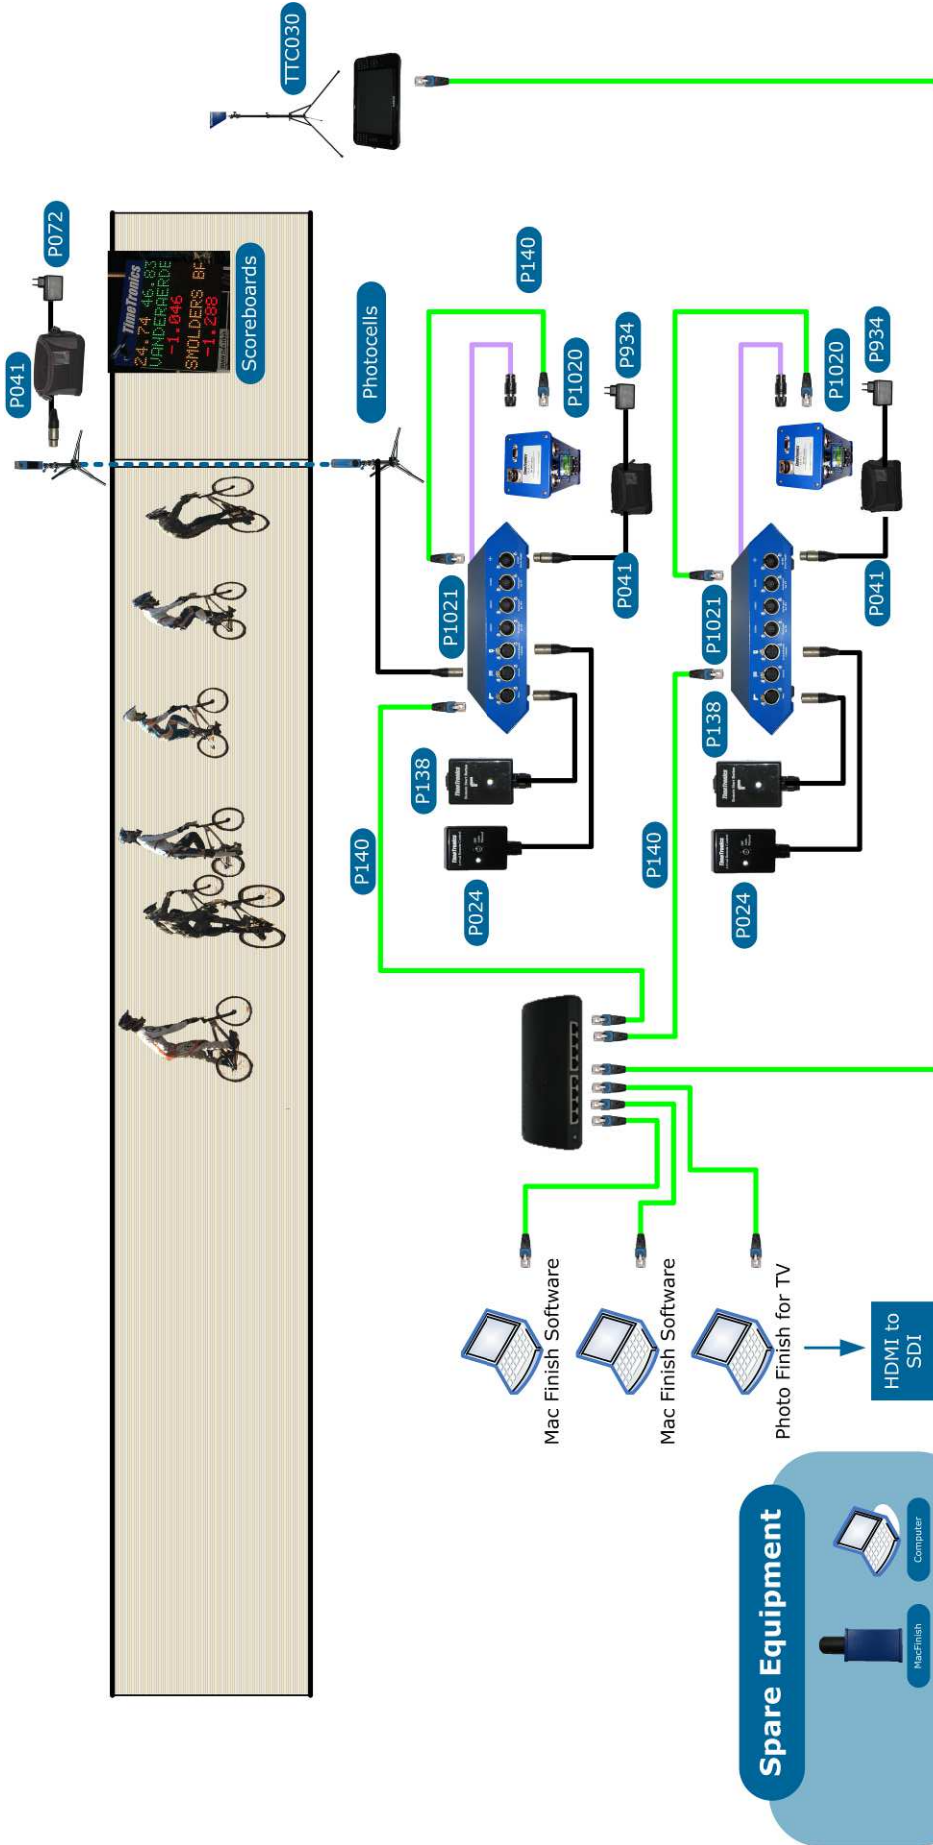 P041
P072
TTC030
TimeTronics
24.74 46.83
VANDERAERDE
-1.046
SMOLDERS
-1.288
Scoreboards
Photocells
P140
P138
P1021
P140
P024
P1020
P041
P934
Mac Finish Software
P140
P138
P1021
P024
P1020
P041
P934
Mac Finish Software
Photo Finish for TV
HDMI to
SDI
Spare Equipment
MacFinish
Computer